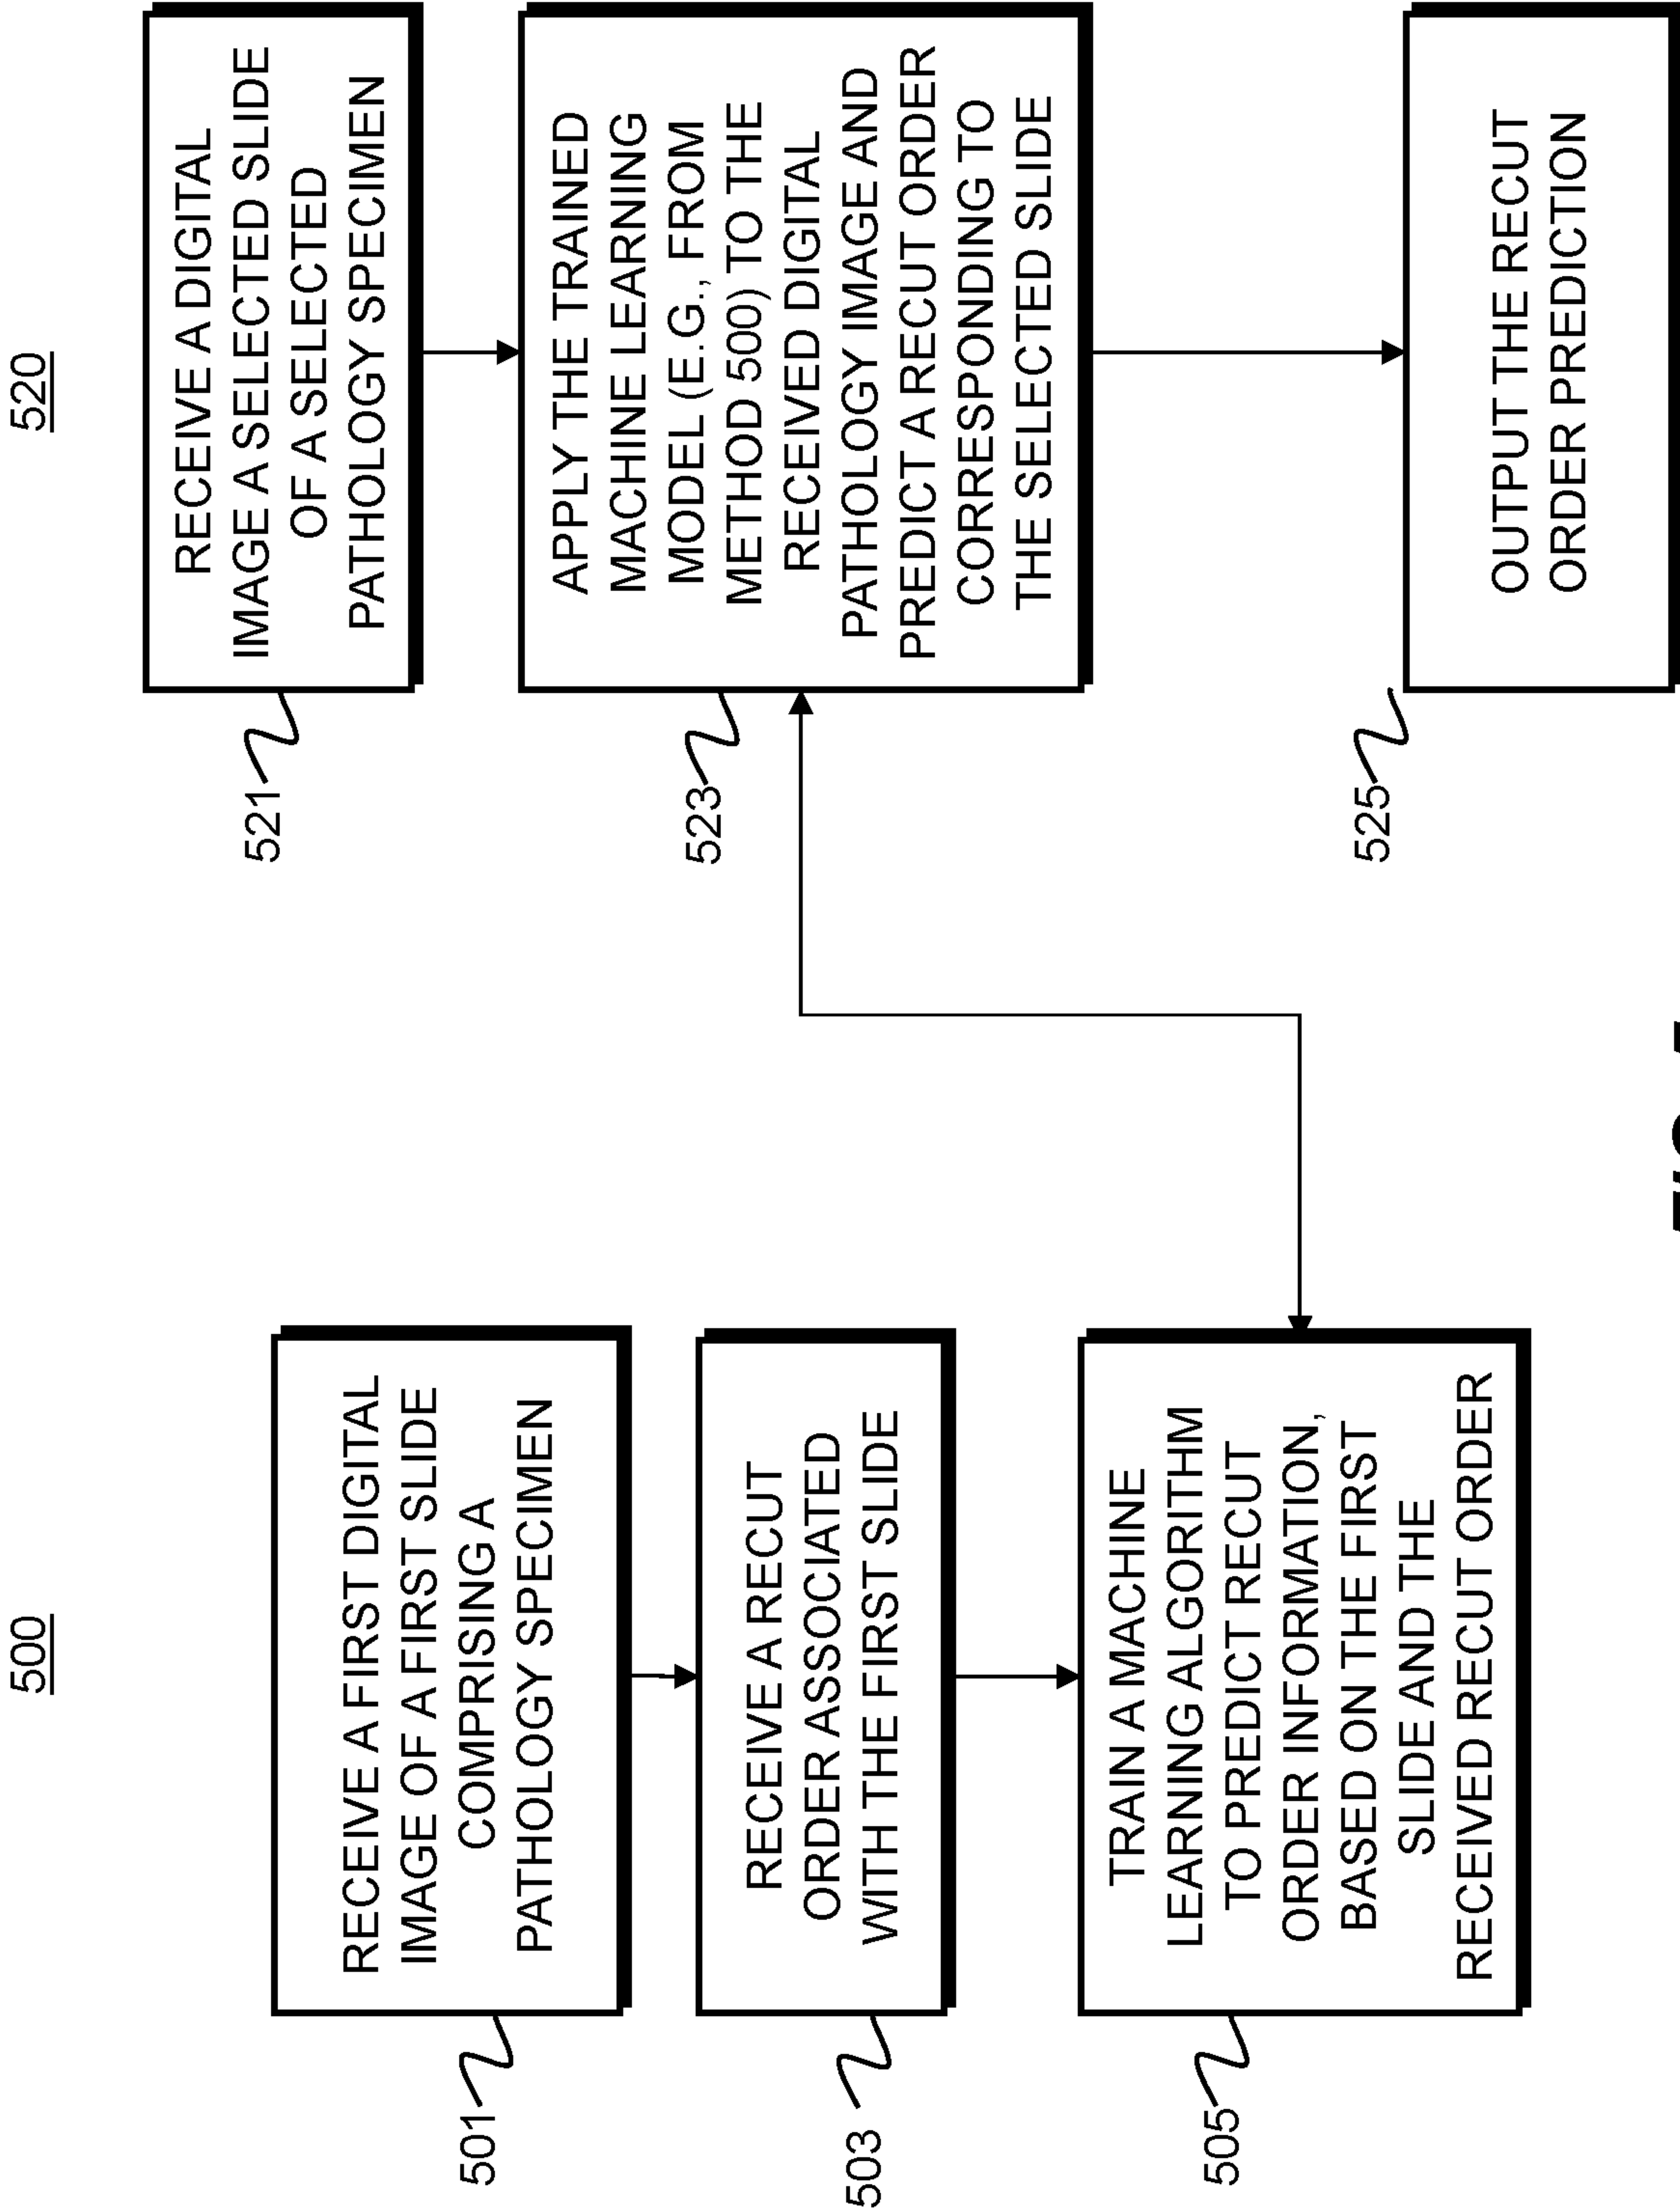 500
501
RECEIVE A FIRST DIGITAL
IMAGE OF A FIRST SLIDE
COMPRISING A
PATHOLOGY SPECIMEN
503
RECEIVE A RECUT
ORDER ASSOCIATED
WITH THE FIRST SLIDE
505
TRAIN A MACHINE
LEARNING ALGORITHM
TO PREDICT RECUT
ORDER INFORMATION,
BASED ON THE FIRST
SLIDE AND THE
RECEIVED RECUT ORDER
520
521
RECEIVE A DIGITAL
IMAGE A SELECTED SLIDE
OF A SELECTED
PATHOLOGY SPECIMEN
523
APPLY THE TRAINED
MACHINE LEARNING
MODEL (E.G., FROM
METHOD 500) TO THE
RECEIVED DIGITAL
PATHOLOGY IMAGE AND
PREDICT A RECUT ORDER
CORRESPONDING TO
THE SELECTED SLIDE
525
OUTPUT THE RECUT
ORDER PREDICTION